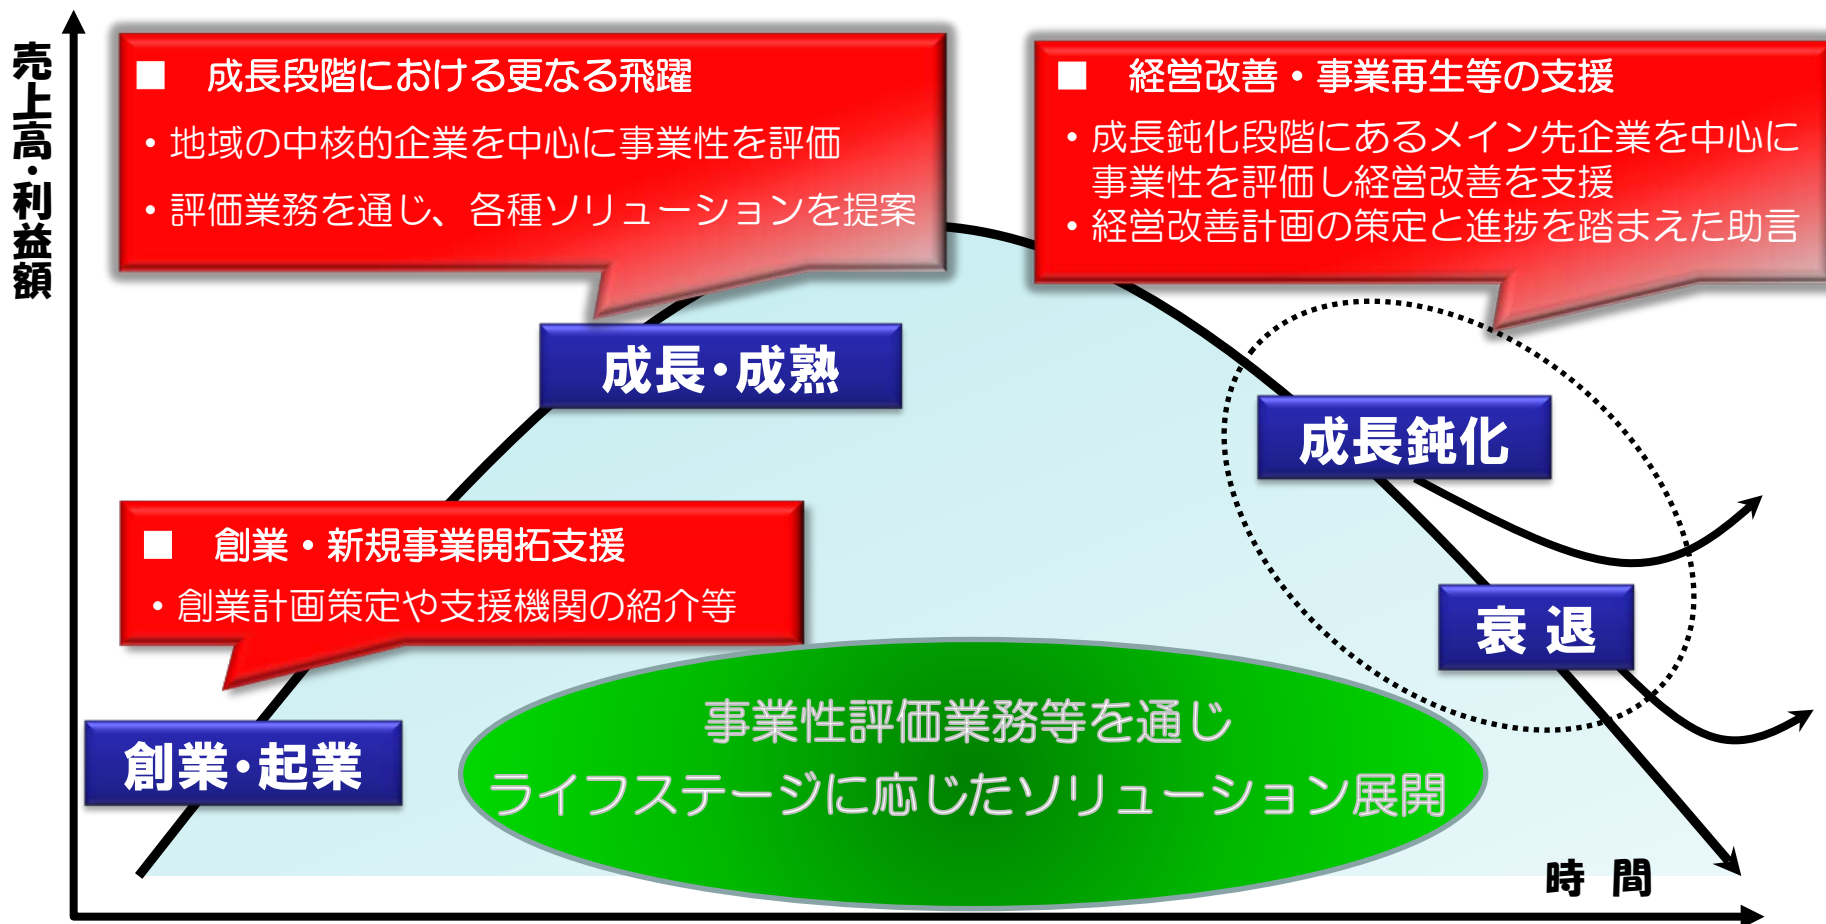 売上高・利益額
■ 成長段階における更なる飛躍
・地域の中核的企業を中心に事業性を評価
・評価業務を通じ、各種ソリューションを提案
■ 経営改善・事業再生等の支援
・成長鈍化段階にあるメイン先企業を中心に
事業性を評価し経営改善を支援
・経営改善計画の策定と進捗を踏まえた助言
成長・成熟
成長鈍化
■ 創業・新規事業開拓支援
・創業計画策定や支援機関の紹介等
衰 退
創業・起業
事業性評価業務等を通じ
ライフステージに応じたソリューション展開
時 間